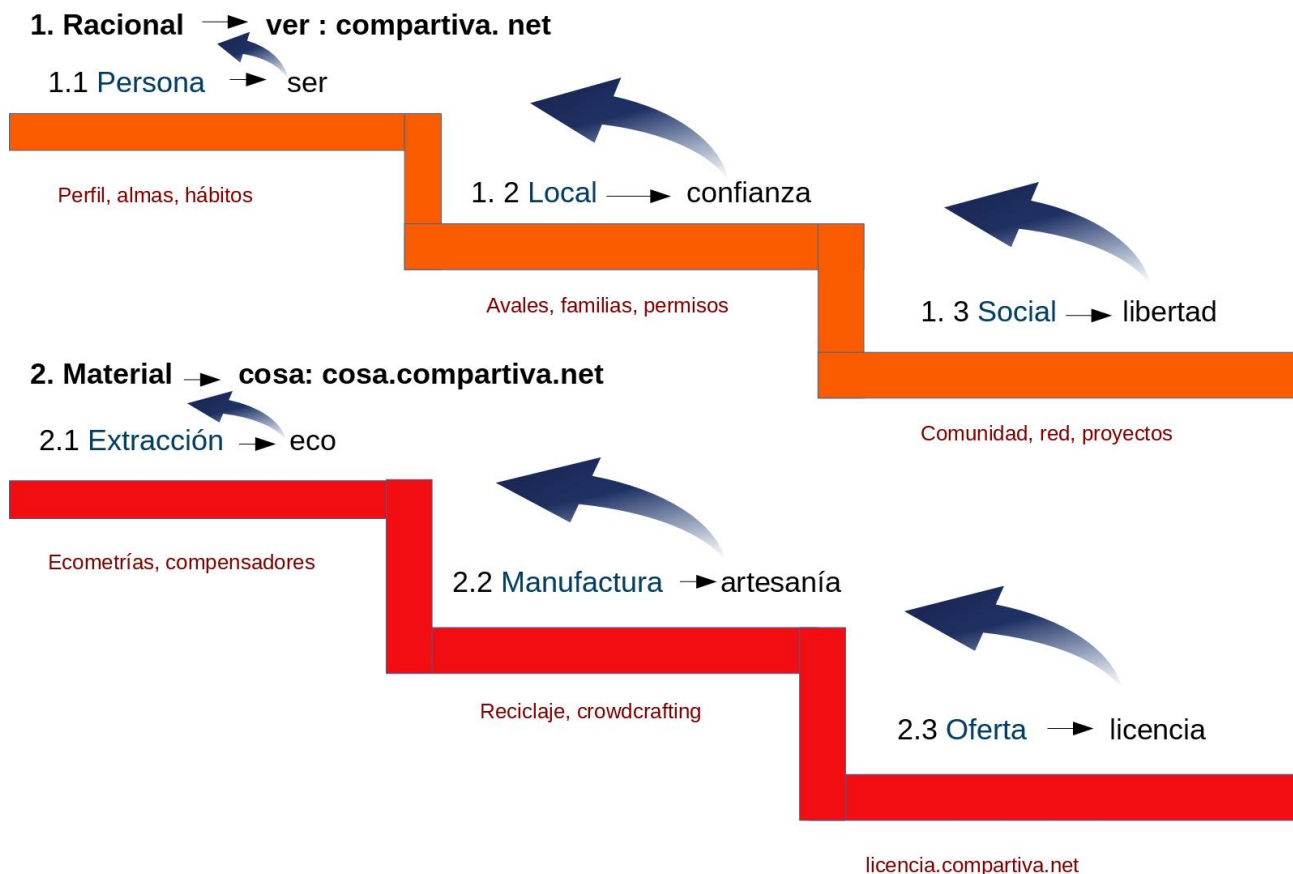 1. Racional ver : compartiva. net
1.1 Persona ser
Perfil, almas, hábitos
1. 2 Local confianza
Avales, familias, permisos
1. 3 Social libertad
Comunidad, red, proyectos
2. Material cosa: cosa.compartiva.net
2.1 Extracción eco
Ecometrías, compensadores
2.2 Manufactura artesanía
Reciclaje, crowdcrafting
2.3 Oferta licencia
licencia.compartiva.net